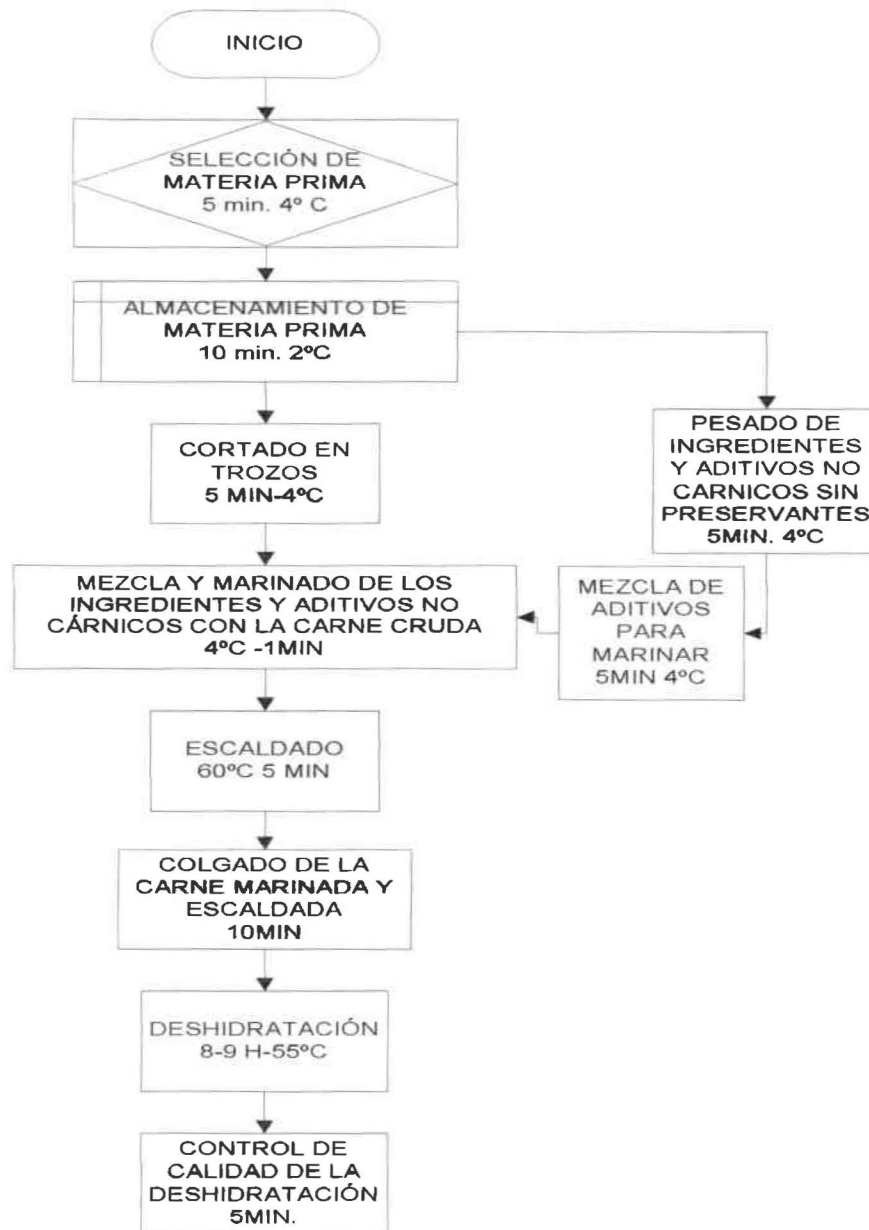 INICIO
SELECCIÓN DE
MATERIA PRIMA
5 min. 4º C
ALMACENAMIENTO DE
MATERIA PRIMA
10 min. 2ºC
CORTADO EN
TROZOS
5 MIN-4ºC
PESADO DE
INGREDIENTES
Y ADITIVOS NO
CARNICOS SIN
PRESERVANTES
5MIN. 4ºC
MEZCLA Y MARINADO DE LOS
INGREDIENTES Y ADITIVOS NO
CÁRNICOS CON LA CARNE CRUDA
4ºC -1MIN
MEZCLA DE
ADITIVOS
PARA
MARINAR
5MIN 4ºC
ESCALDADO
60ºC 5 MIN
COLGADO DE LA
CARNE MARINADA Y
ESCALDADA
10MIN
DESHIDRATACIÓN
8-9 H-55ºC
CONTROL DE
CALIDAD DE LA
DESHIDRATACIÓN
5MIN.